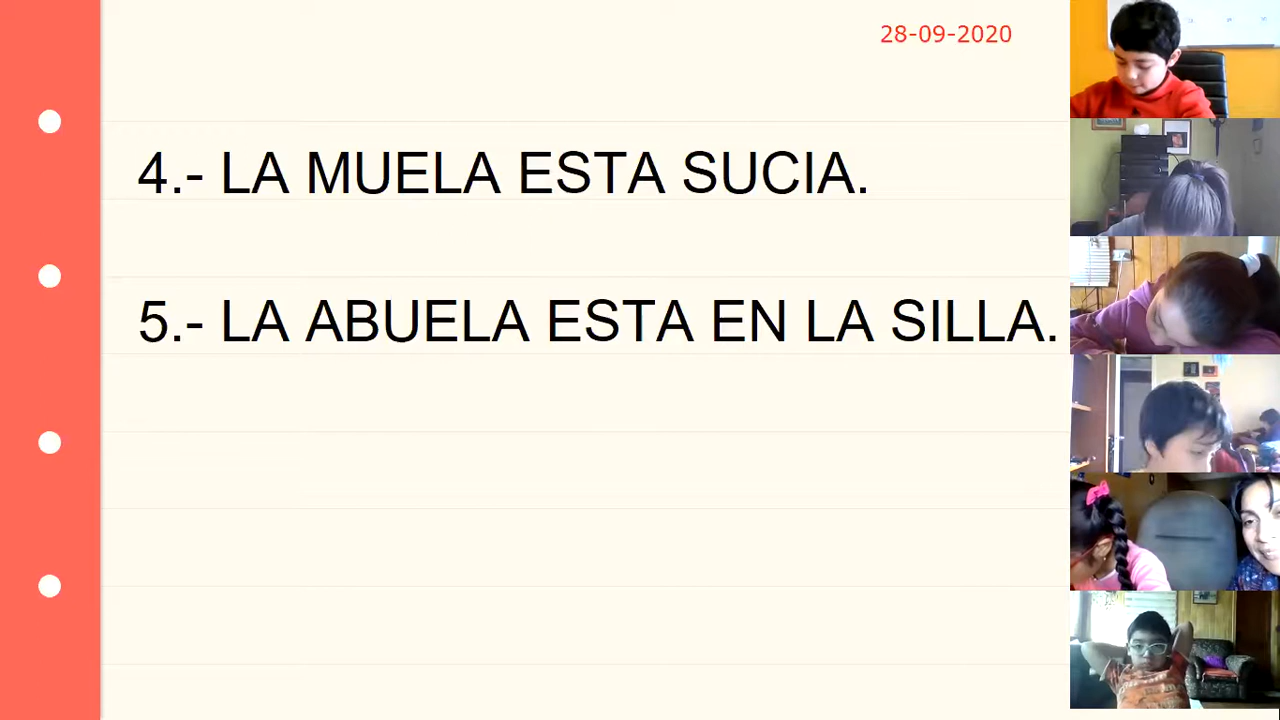 28-09-2020
4.- LA MUELA ESTA SUCIA.
5.- LA ABUELA ESTA EN LA SILLA.